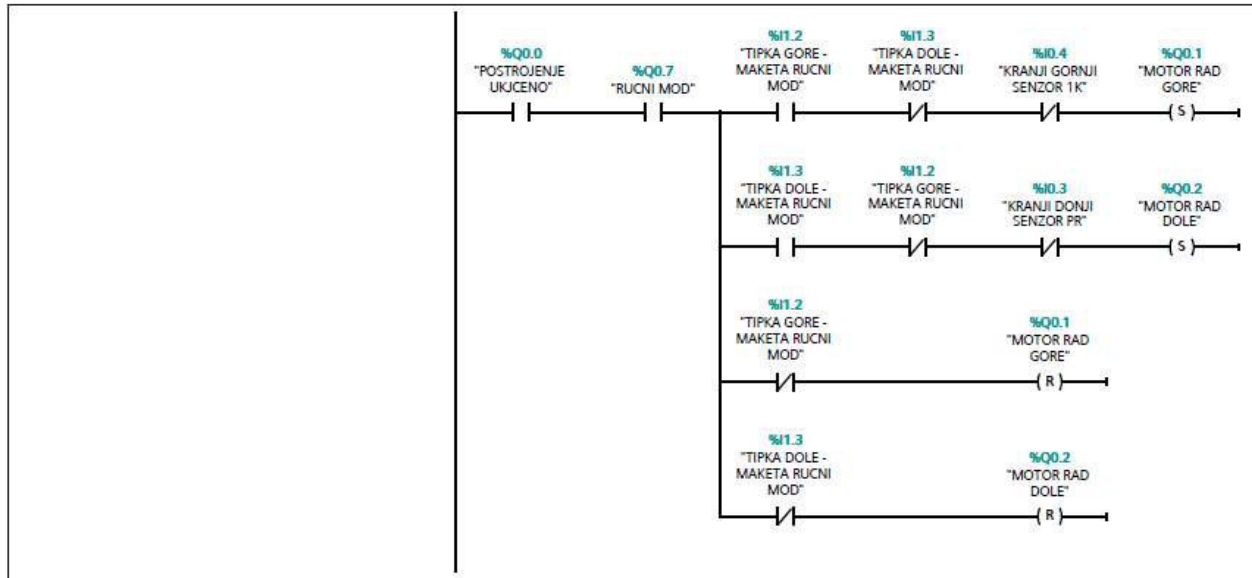 %Q0.0
"POSTROJENJE
UKJCENO"
%Q0.7
"RUCNI MOD"
%I1.2
"TIPKA GORE -
MAKETA RUCNI
MOD"
%I1.3
"TIPKA DOLE -
MAKETA RUCNI
MOD"
%I0.4
"KRANJI GORNJI
SENZOR 1K"
%Q0.1
"MOTOR RAD
GORE"
S
%I1.3
"TIPKA DOLE -
MAKETA RUCNI
MOD"
%I1.2
"TIPKA GORE -
MAKETA RUCNI
MOD"
%I0.3
"KRANJI DONJI
SENZOR PR"
%Q0.2
"MOTOR RAD
DOLE"
S
%I1.2
"TIPKA GORE -
MAKETA RUCNI
MOD"
%Q0.1
"MOTOR RAD
GORE"
R
%I1.3
"TIPKA DOLE -
MAKETA RUCNI
MOD"
%Q0.2
"MOTOR RAD
DOLE"
R